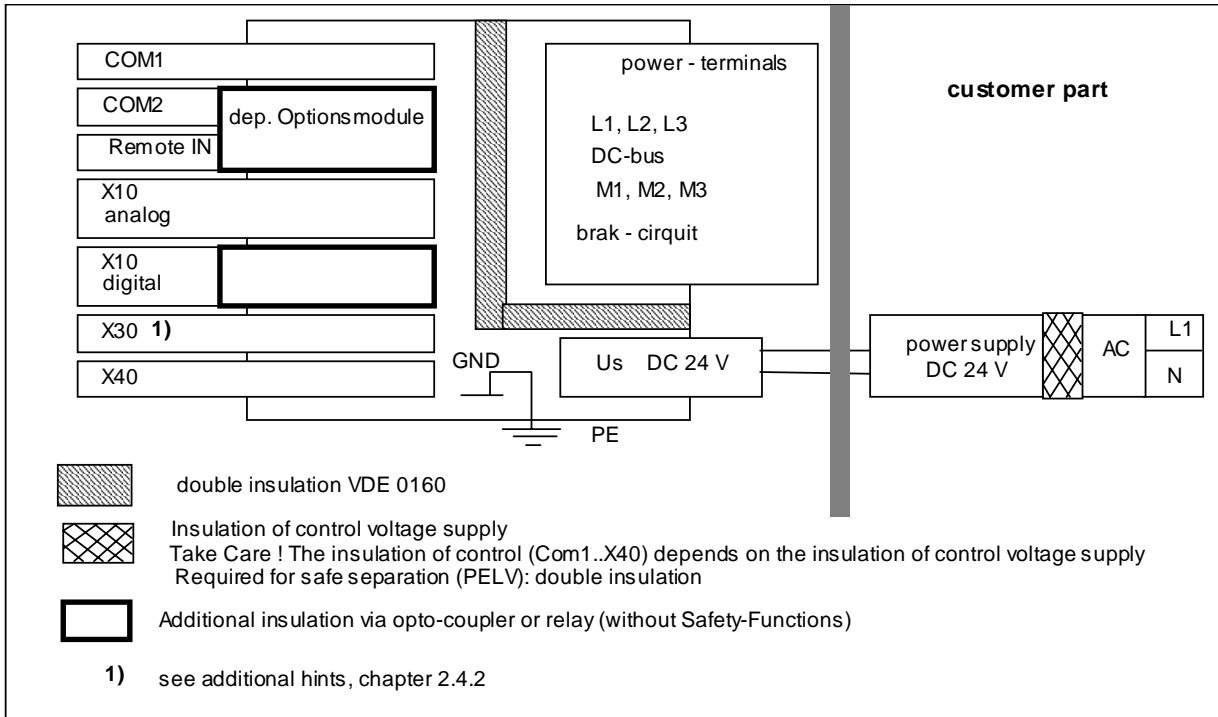 COM1
COM2
dep. Optionsmodule
Remote IN
X10
analog
X10
digital
X30 1)
X40
power - terminals
L1, L2, L3
DC-bus
M1, M2, M3
brak - cirquit
customer part
GND
PE
Us DC 24 V
power supply
DC 24 V
AC
L1
N
double insulation VDE 0160
Insulation of control voltage supply
Take Care ! The insulation of control (Com1..X40) depends on the insulation of control voltage supply
Required for safe separation (PELV): double insulation
Additional insulation via opto-coupler or relay (without Safety-Functions)
1) see additional hints, chapter 2.4.2